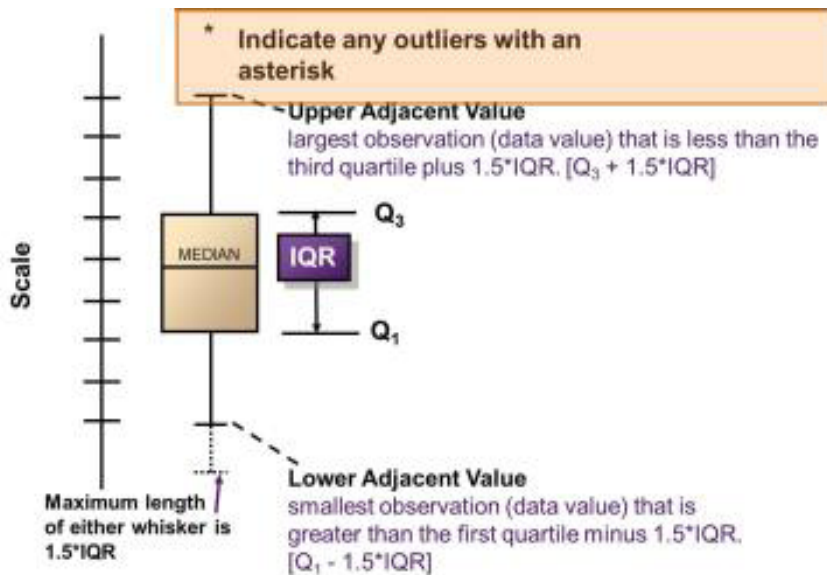 * Indicate any outliers with an
asterisk
Upper Adjacent Value
largest observation (data value) that is less than the
third quartile plus 1.5*IQR. [Q₃ + 1.5*IQR]
Q₃
MEDIAN
IQR
Scale
Q₁
Lower Adjacent Value
smallest observation (data value) that is
greater than the first quartile minus 1.5*IQR.
[Q₁ - 1.5*IQR]
Maximum length
of either whisker is
1.5*IQR